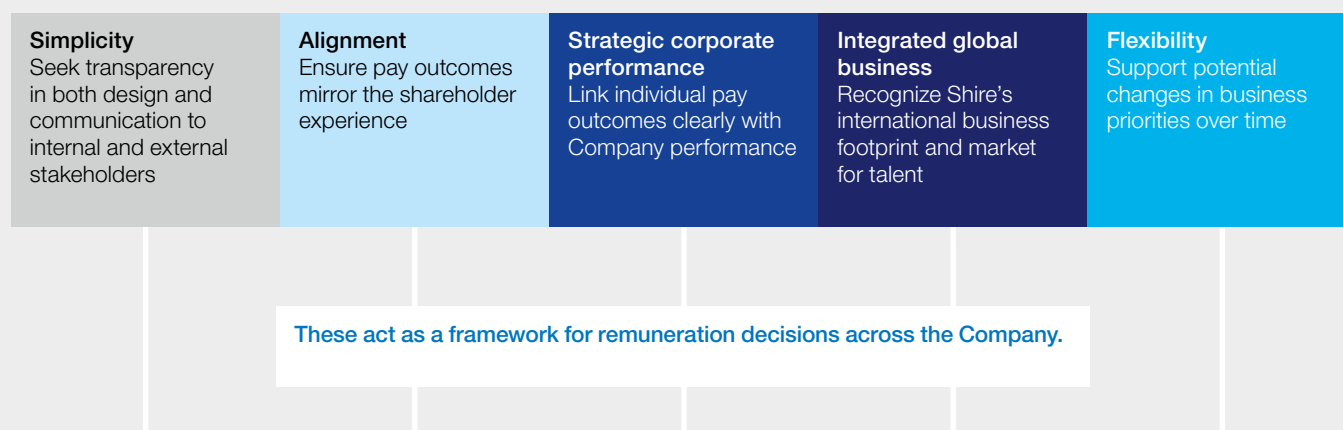 Simplicity
Seek transparency
in both design and
communication to
internal and external
stakeholders
Alignment
Ensure pay outcomes
mirror the shareholder
experience
Strategic corporate
performance
Link individual pay
outcomes clearly with
Company performance
Integrated global
business
Recognize Shire's
international business
footprint and market
for talent
Flexibility
Support potential
changes in business
priorities over time
These act as a framework for remuneration decisions across the Company.